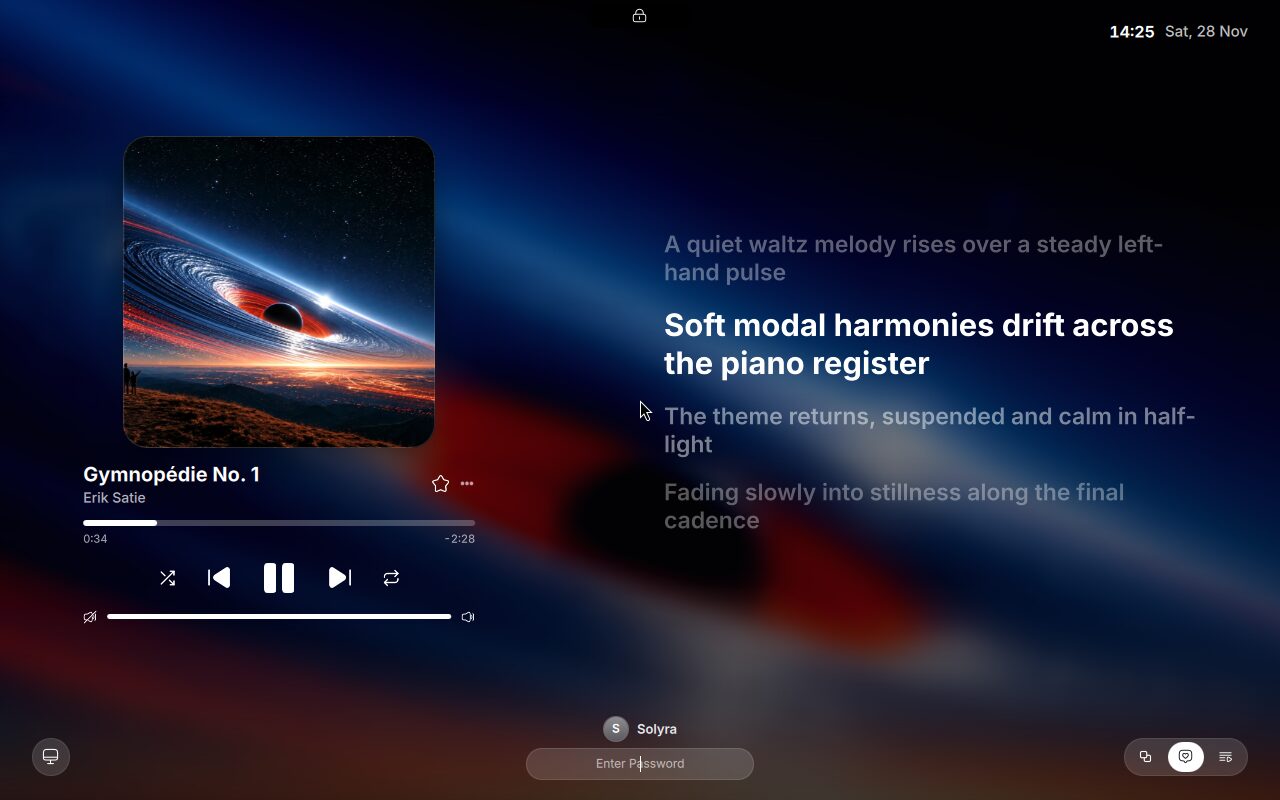 14:25 Sat, 28 Nov
A quiet waltz melody rises over a steady left-
hand pulse
Soft modal harmonies drift across
the piano register
The theme returns, suspended and calm in half-
light
Fading slowly into stillness along the final
cadence
Gymnopédie No. 1
Erik Satie
0:34
-2:28
S Solyra
Enter Password